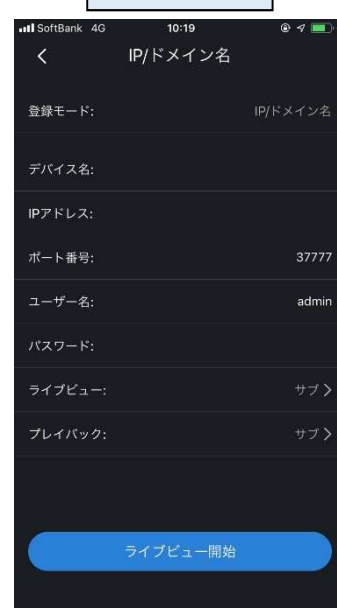 SoftBank 4G 10:19
IP/ドメイン名
登録モード: IP/ドメイン名
デバイス名:
IPアドレス:
ポート番号: 37777
ユーザー名: admin
パスワード:
ライブビュー: サブ
プレイバック: サブ
ライブビュー開始